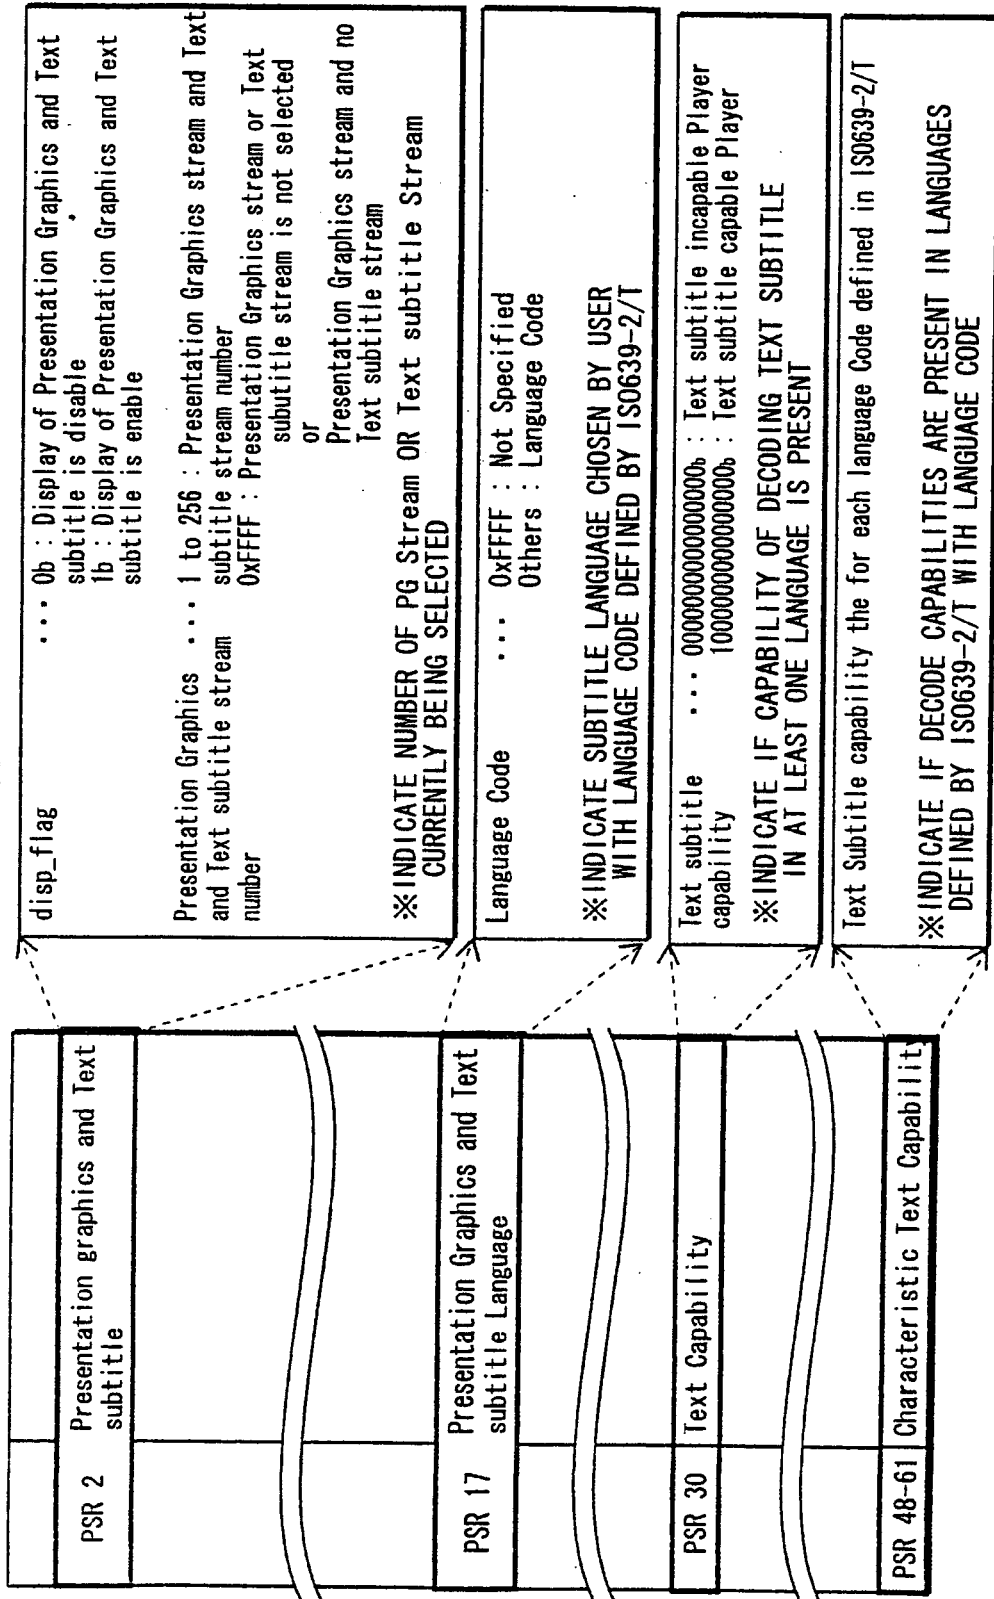 PSR 2
Presentation graphics and Text
subtitle
disp_flag
... 0b : Display of Presentation Graphics and Text
subtitle is disable
1b : Display of Presentation Graphics and Text
subtitle is enable
Presentation Graphics ... 1 to 256 : Presentation Graphics stream and Text
and Text subtitle stream subtitle stream number
number
0xFFFF : Presentation Graphics stream or Text
subutitle stream is not selected
or
Presentation Graphics stream and no
Text subtitle stream
※INDICATE NUMBER OF PG Stream OR Text subtitle Stream
CURRENTLY BEING SELECTED
PSR 17
Presentation Graphics and Text
subtitle Language
Language Code ... 0xFFFF : Not Specified
Others : Language Code
※INDICATE SUBTITLE LANGUAGE CHOSEN BY USER
WITH LANGUAGE CODE DEFINED BY ISO639-2/T
PSR 30
Text Capability
Text subtitle ... 00000000000000b : Text subtitle incapable Player
capability 10000000000000b : Text subtitle capable Player
※INDICATE IF CAPABILITY OF DECODING TEXT SUBTITLE
IN AT LEAST ONE LANGUAGE IS PRESENT
PSR 48-61
Characteristic Text Capability
Text Subtitle capability the for each language Code defined in ISO639-2/T
※INDICATE IF DECODE CAPABILITIES ARE PRESENT IN LANGUAGES
DEFINED BY ISO639-2/T WITH LANGUAGE CODE